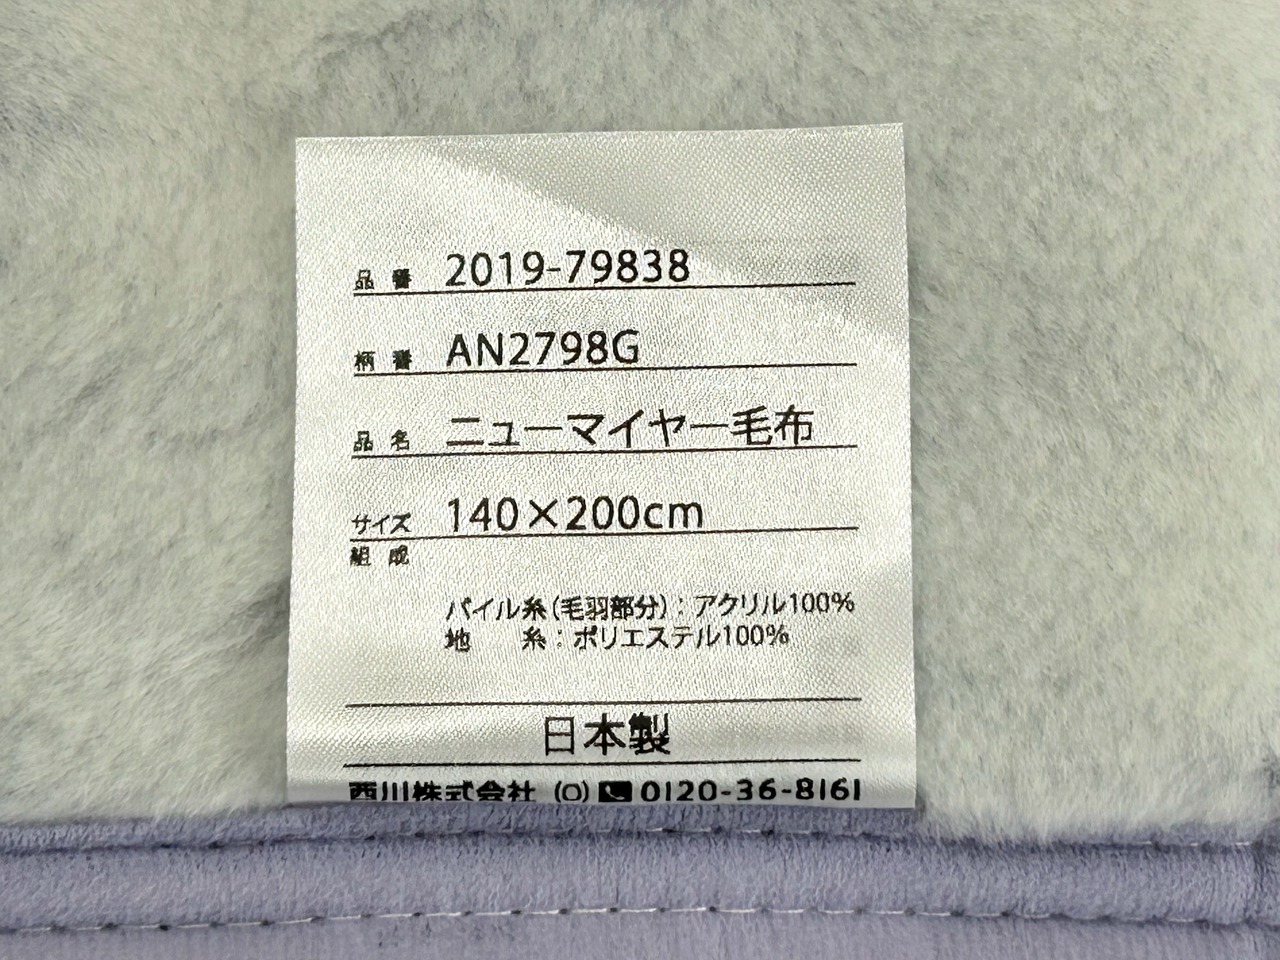 品番 2019-79838
柄番 AN2798G
品名 ニューマイヤー毛布
サイズ 140×200cm
組成
パイル糸(毛羽部分):アクリル100%
地 糸:ポリエステル100%
日本製
西川株式会社 (O) 0120-36-8161